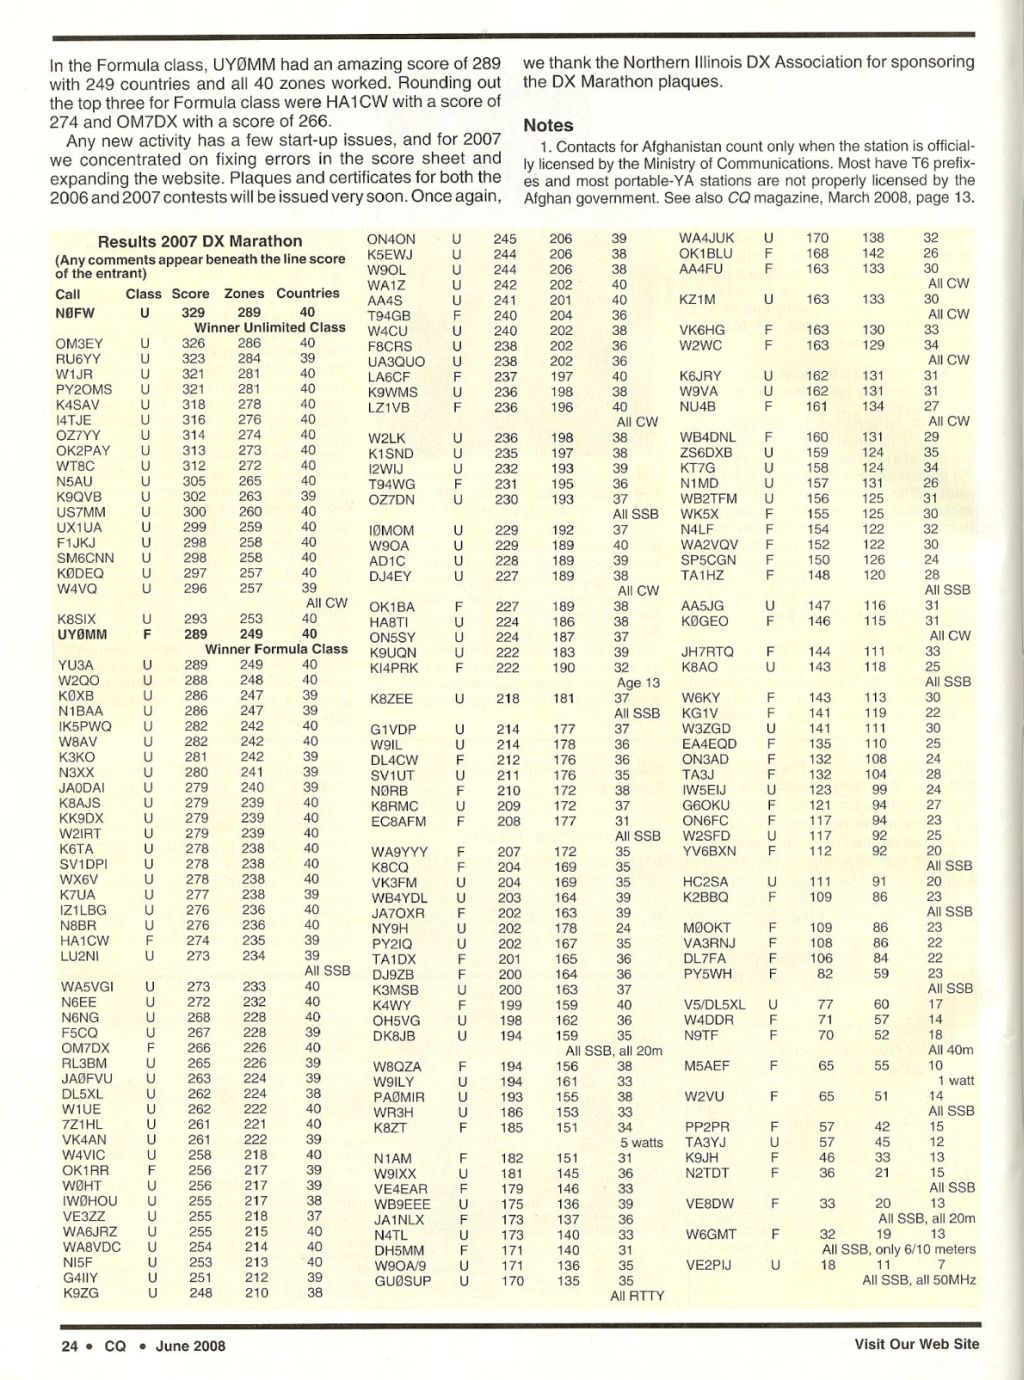 In the Formula class, UYØMM had an amazing score of 289
with 249 countries and all 40 zones worked. Rounding out
the top three for Formula class were HA1CW with a score of
274 and OM7DX with a score of 266.
Any new activity has a few start-up issues, and for 2007
we concentrated on fixing errors in the score sheet and
expanding the website. Plaques and certificates for both the
2006 and 2007 contests will be issued very soon. Once again,
we thank the Northern Illinois DX Association for sponsoring
the DX Marathon plaques.
Notes
1. Contacts for Afghanistan count only when the station is official-
ly licensed by the Ministry of Communications. Most have T6 prefix-
es and most portable-YA stations are not properly licensed by the
Afghan government. See also CQ magazine, March 2008, page 13.
Results 2007 DX Marathon
(Any comments appear beneath the line score
of the entrant)
Call Class Score Zones Countries
NØFW U 329 289 40
Winner Unlimited Class
OM3EY U 326 286 40
RU6YY U 323 284 39
W1JR U 321 281 40
PY2OMS U 321 281 40
K4SAV U 318 278 40
I4TJE U 316 276 40
OZ7YY U 314 274 40
OK2PAY U 313 273 40
WT8C U 312 272 40
N5AU U 305 265 40
K9QVB U 302 263 39
US7MM U 300 260 40
UX1UA U 299 259 40
F1JKJ U 298 258 40
SM6CNN U 298 258 40
KØDEQ U 297 257 40
W4VQ U 296 257 39
All CW
K8SIX U 293 253 40
UYØMM F 289 249 40
Winner Formula Class
YU3A U 289 249 40
W2QO U 288 248 40
KØXB U 286 247 39
N1BAA U 286 247 39
IK5PWQ U 282 242 40
W8AV U 282 242 40
K3KO U 281 242 39
N3XX U 280 241 39
JA0DAI U 279 240 39
K8AJS U 279 239 40
KK9DX U 279 239 40
W2IRT U 279 239 40
K6TA U 278 238 40
SV1DPI U 278 238 40
WX6V U 278 238 40
K7UA U 277 238 39
IZ1LBG U 276 236 40
N8BR U 276 236 40
HA1CW F 274 235 39
LU2NI U 273 234 39
All SSB
WA5VGI U 273 233 40
N6EE U 272 232 40
N6NG U 268 228 40
F5CQ U 267 228 39
OM7DX F 266 226 40
RL3BM U 265 226 39
JAØFVU U 263 224 39
DL5XL U 262 224 38
W1UE U 262 222 40
7Z1HL U 261 221 40
VK4AN U 261 222 39
W4VIC U 258 218 40
OK1RR F 256 217 39
WØHT U 256 217 39
IWØHOU U 255 217 38
VE3ZZ U 255 218 37
WA6JRZ U 255 215 40
WA8VDC U 254 214 40
NI5F U 253 213 40
G4IIY U 251 212 39
K9ZG U 248 210 38
ON4ON U 245 206 39
K5EWJ U 244 206 38
W9OL U 244 206 38
WA1Z U 242 202 40
AA4S U 241 201 40
T94GB F 240 204 36
W4CU U 240 202 38
F8CRS U 238 202 36
UA3QUO U 238 202 36
LA6CF F 237 197 40
K9WMS U 236 198 38
LZ1VB F 236 196 40
All CW
W2LK U 236 198 38
K1SND U 235 197 38
I2WIJ U 232 193 39
T94WG F 231 195 36
OZ7DN U 230 193 37
All SSB
IØMOM U 229 192 37
W9OA U 229 189 40
AD1C U 228 189 39
DJ4EY U 227 189 38
All CW
OK1BA F 227 189 38
HA8TI U 224 186 38
ON5SY U 224 187 37
K9UQN U 222 183 39
KI4PRK F 222 190 32
Age 13
K8ZEE U 218 181 37
All SSB
G1VDP U 214 177 37
W9IL U 214 178 36
DL4CW F 212 176 36
SV1UT U 211 176 35
NØRB F 210 172 38
K8RMC U 209 172 37
EC8AFM F 208 177 31
All SSB
WA9YYY F 207 172 35
K8CQ F 204 169 35
VK3FM U 204 169 35
WB4YDL U 203 164 39
JA7OXR F 202 163 39
NY9H U 202 178 24
PY2IQ U 202 167 35
TA1DX F 201 165 36
DJ9ZB F 200 164 36
K3MSB U 200 163 37
K4WY F 199 159 40
OH5VG U 198 162 36
DK8JB U 194 159 35
All SSB, all 20m
W8QZA F 194 156 38
W9ILY U 194 161 33
PAØMIR U 193 155 38
WR3H U 186 153 33
K8ZT F 185 151 34
5 watts
N1AM F 182 151 31
W9IXX U 181 145 36
VE4EAR F 179 146 33
WB9EEE U 175 136 39
JA1NLX F 173 137 36
N4TL U 173 140 33
DH5MM F 171 140 31
W9OA/9 U 171 136 35
GUØSUP U 170 135 35
All RTTY
WA4JUK U 170 138 32
OK1BLU F 168 142 26
AA4FU F 163 133 30
All CW
KZ1M U 163 133 30
All CW
VK6HG F 163 130 33
W2WC F 163 129 34
All CW
K6JRY U 162 131 31
W9VA U 162 131 31
NU4B F 161 134 27
All CW
WB4DNL F 160 131 29
ZS6DXB U 159 124 35
KT7G U 158 124 34
N1MD U 157 131 26
WB2TFM U 156 125 31
WK5X F 155 125 30
N4LF F 154 122 32
WA2VQV F 152 122 30
SP5CGN F 150 126 24
TA1HZ F 148 120 28
All SSB
AA5JG U 147 116 31
KØGEO F 146 115 31
All CW
JH7RTQ F 144 111 33
K8AO U 143 118 25
All SSB
W6KY F 143 113 30
KG1V F 141 119 22
W3ZGD U 141 111 30
EA4EQD F 135 110 25
ON3AD F 132 108 24
TA3J F 132 104 28
IW5EIJ U 123 99 24
G6OKU F 121 94 27
ON6FC F 117 94 23
W2SFD U 117 92 25
YV6BXN F 112 92 20
All SSB
HC2SA U 111 91 20
K2BBQ F 109 86 23
All SSB
MØOKT F 109 86 23
VA3RNJ F 108 86 22
DL7FA F 106 84 22
PY5WH F 82 59 23
All SSB
V5/DL5XL U 77 60 17
W4DDR F 71 57 14
N9TF F 70 52 18
All 40m
M5AEF F 65 55 10
1 watt
W2VU F 65 51 14
All SSB
PP2PR F 57 42 15
TA3YJ U 57 45 12
K9JH F 46 33 13
N2TDT F 36 21 15
All SSB
VE8DW F 33 20 13
All SSB, all 20m
W6GMT F 32 19 13
All SSB, only 6/10 meters
VE2PIJ U 18 11 7
All SSB, all 50MHz
24 • CQ • June 2008
Visit Our Web Site